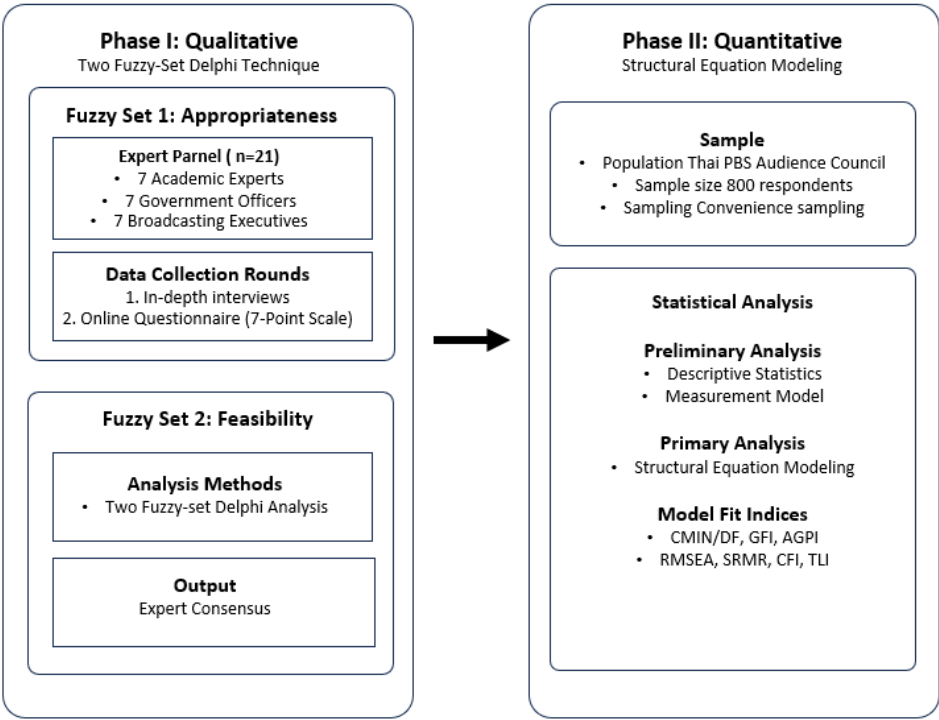 Phase I: Qualitative
Two Fuzzy-Set Delphi Technique
Fuzzy Set 1: Appropriateness
Expert Parnel ( n=21)
• 7 Academic Experts
• 7 Government Officers
• 7 Broadcasting Executives
Data Collection Rounds
1. In-depth interviews
2. Online Questionnaire (7-Point Scale)
Fuzzy Set 2: Feasibility
Analysis Methods
• Two Fuzzy-set Delphi Analysis
Output
Expert Consensus
Phase II: Quantitative
Structural Equation Modeling
Sample
• Population Thai PBS Audience Council
• Sample size 800 respondents
• Sampling Convenience sampling
Statistical Analysis
Preliminary Analysis
• Descriptive Statistics
• Measurement Model
Primary Analysis
• Structural Equation Modeling
Model Fit Indices
• CMIN/DF, GFI, AGPI
• RMSEA, SRMR, CFI, TLI